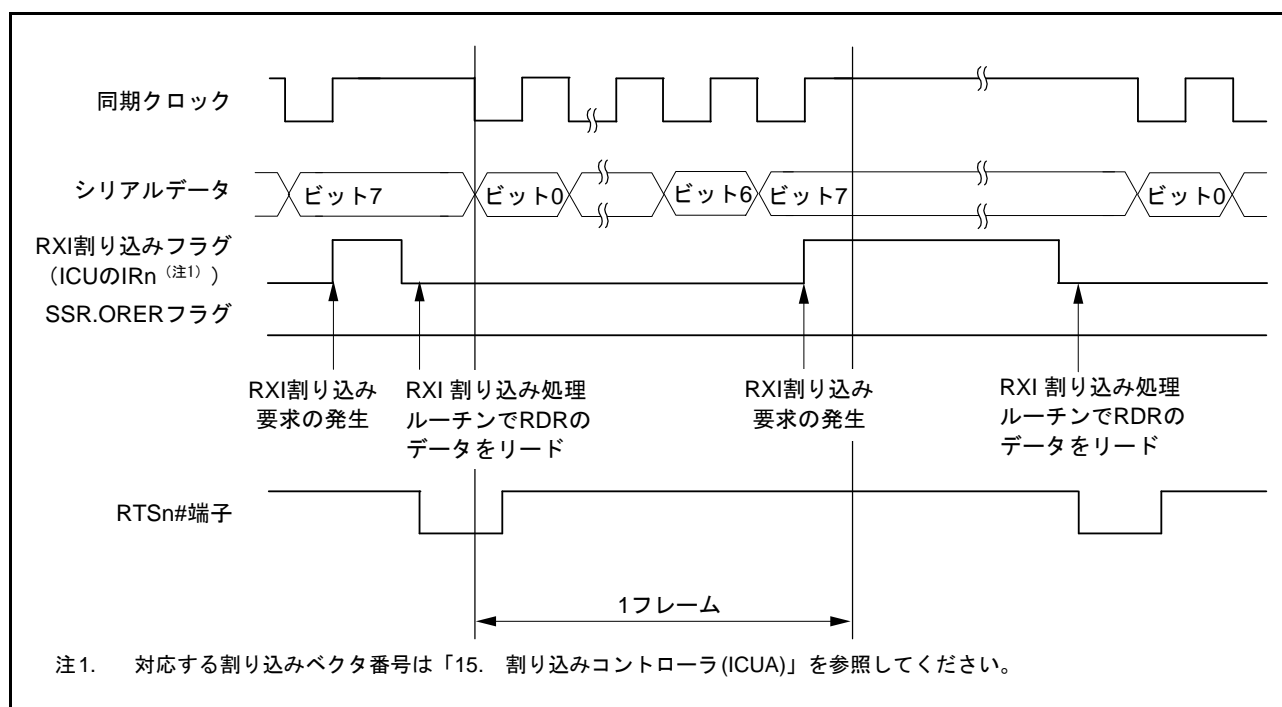 同期クロック
シリアルデータ
ビット7
ビット0
ビット6
ビット7
ビット0
RXI割り込みフラグ
(ICUのIRn (注1) )
SSR.ORERフラグ
RXI割り込み
要求の発生
RXI 割り込み処理
ルーチンでRDRの
データをリード
RXI割り込み
要求の発生
RXI 割り込み処理
ルーチンでRDRの
データをリード
RTSn#端子
1フレーム
注1. 対応する割り込みベクタ番号は「15. 割り込みコントローラ(ICUA)」を参照してください。